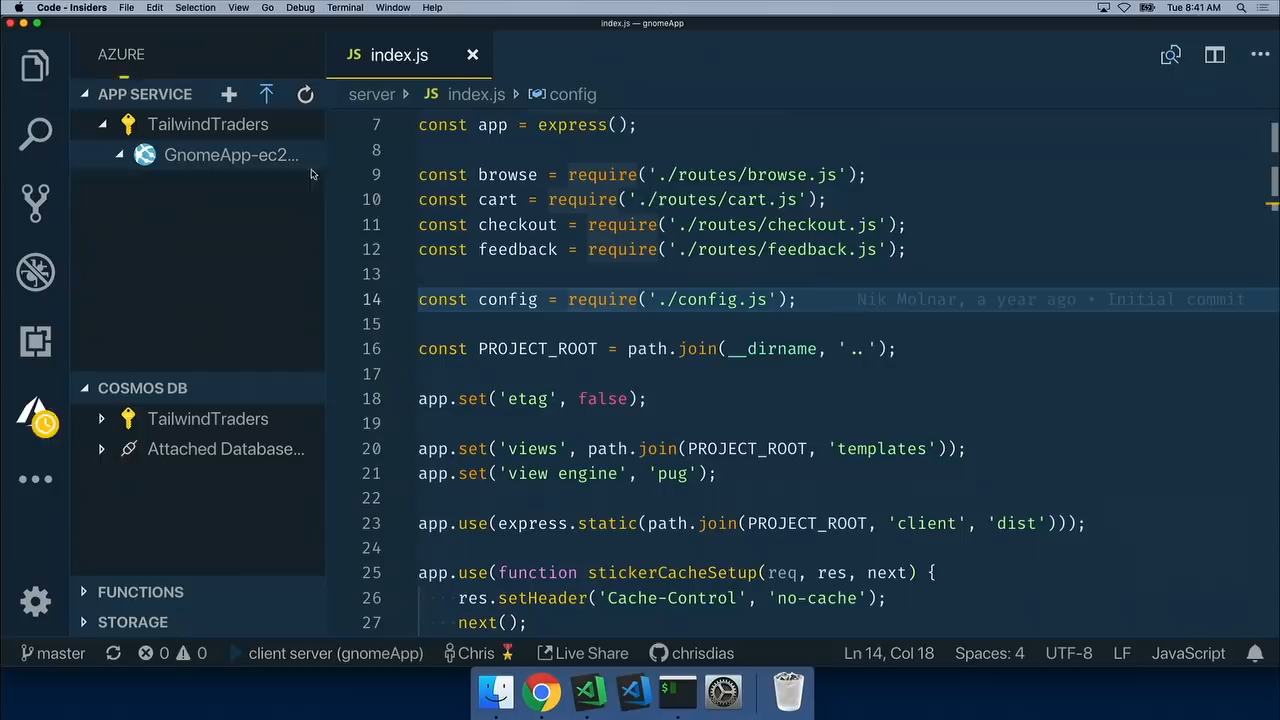 Code - Insiders File Edit Selection View Go Debug Terminal Window Help Tue 8:41 AM
index.js — gnomeApp
AZURE
JS index.js
APP SERVICE
server JS index.js config
TailwindTraders
GnomeApp-ec2...
7 const app = express();
8
9 const browse = require('./routes/browse.js');
10 const cart = require('./routes/cart.js');
11 const checkout = require('./routes/checkout.js');
12 const feedback = require('./routes/feedback.js');
13
14 const config = require('./config.js'); Nik Molnar, a year ago • Initial commit
15
16 const PROJECT_ROOT = path.join(__dirname, '..');
17
18 app.set('etag', false);
19
20 app.set('views', path.join(PROJECT_ROOT, 'templates'));
21 app.set('view engine', 'pug');
22
23 app.use(express.static(path.join(PROJECT_ROOT, 'client', 'dist')));
24
25 app.use(function stickerCacheSetup(req, res, next) {
26 res.setHeader('Cache-Control', 'no-cache');
27 next();
COSMOS DB
TailwindTraders
Attached Database...
FUNCTIONS
STORAGE
master 0 0 client server (gnomeApp) Chris Live Share chrisdias Ln 14, Col 18 Spaces: 4 UTF-8 LF JavaScript